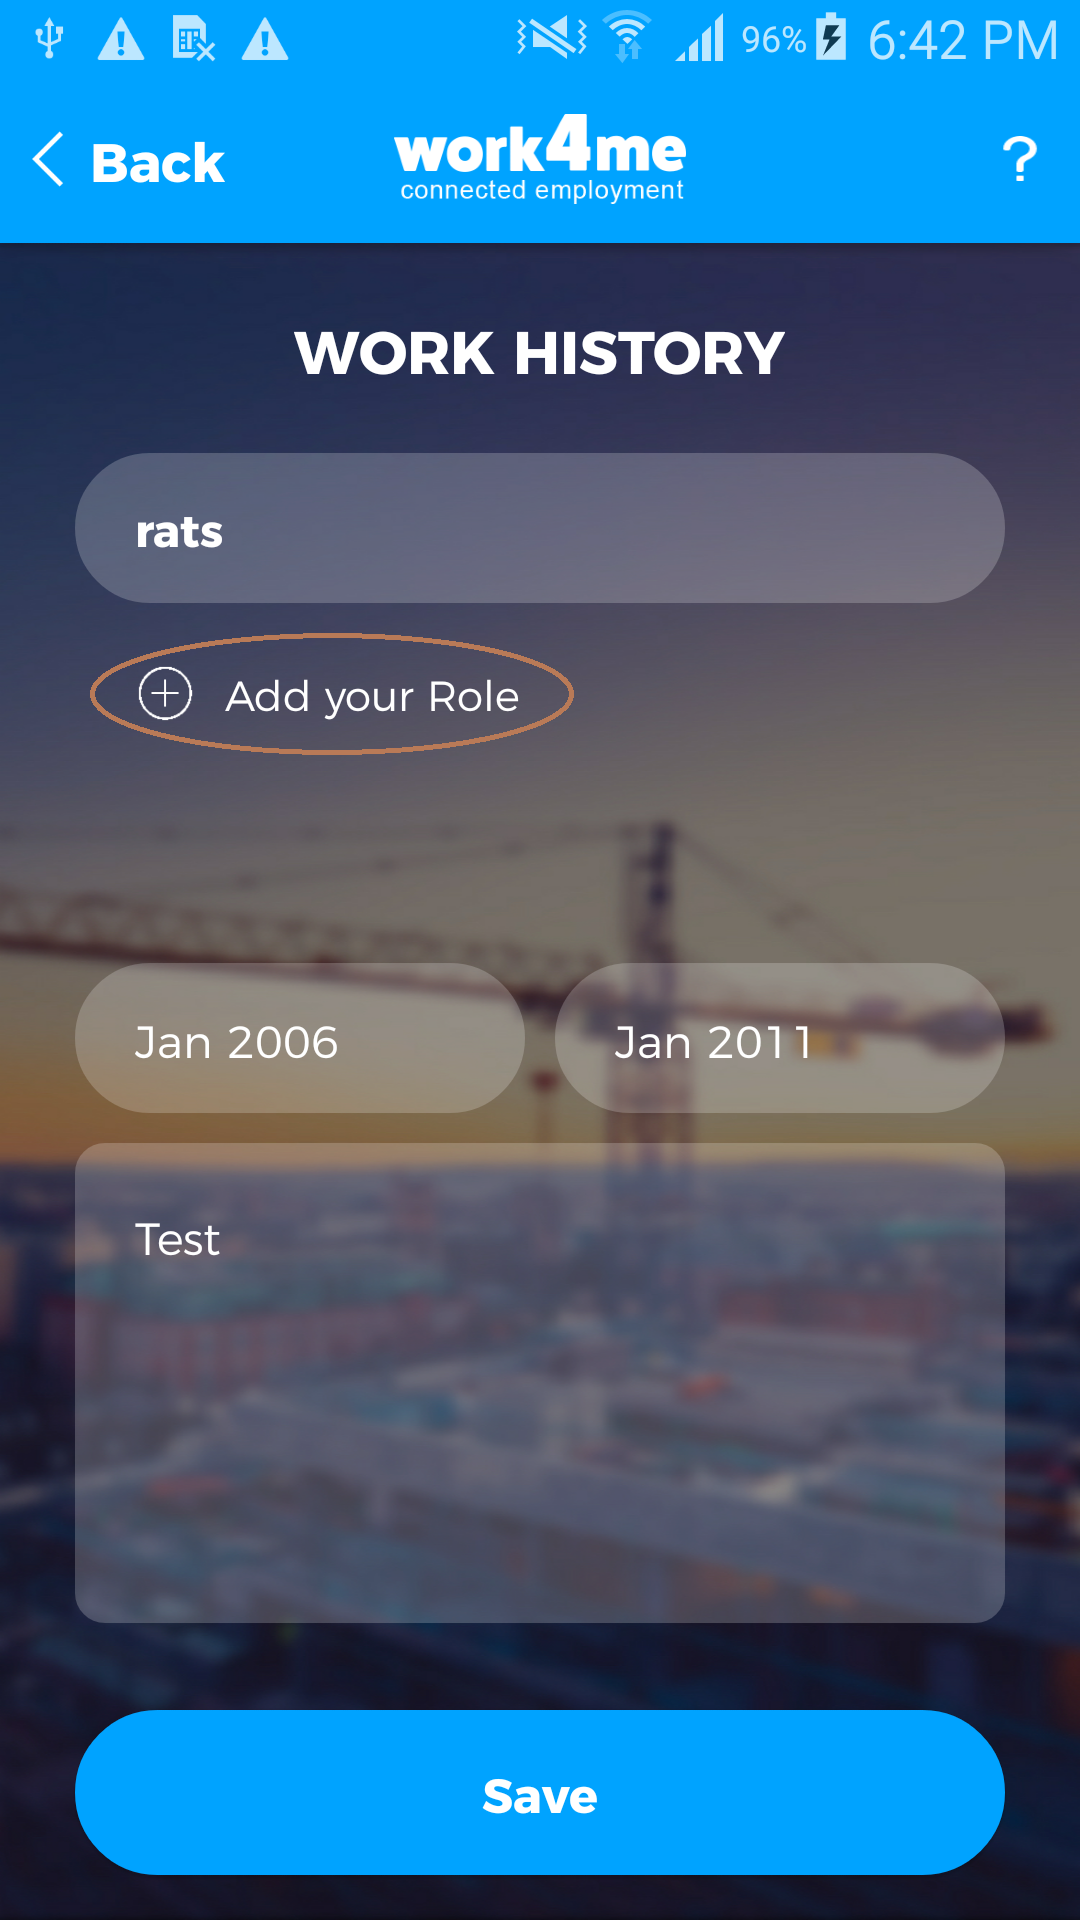 96% 6:42 PM
Back
work4me
?
connected employment
WORK HISTORY
rats
Add your Role
Jan 2006
Jan 2011
Test
Save